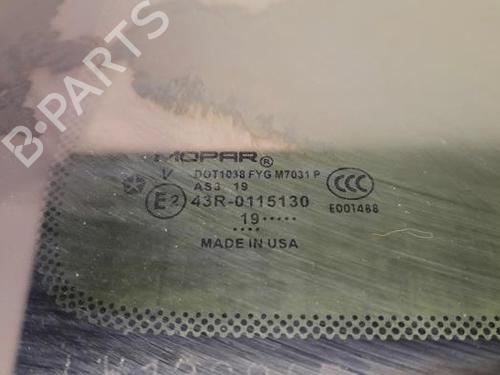 B-PARTS
MOPAR®
V DOT1038 FYG M7031 P
AS3 19
CCC
E2 43R-0115130
E001488
19 •••••
••••
MADE IN USA